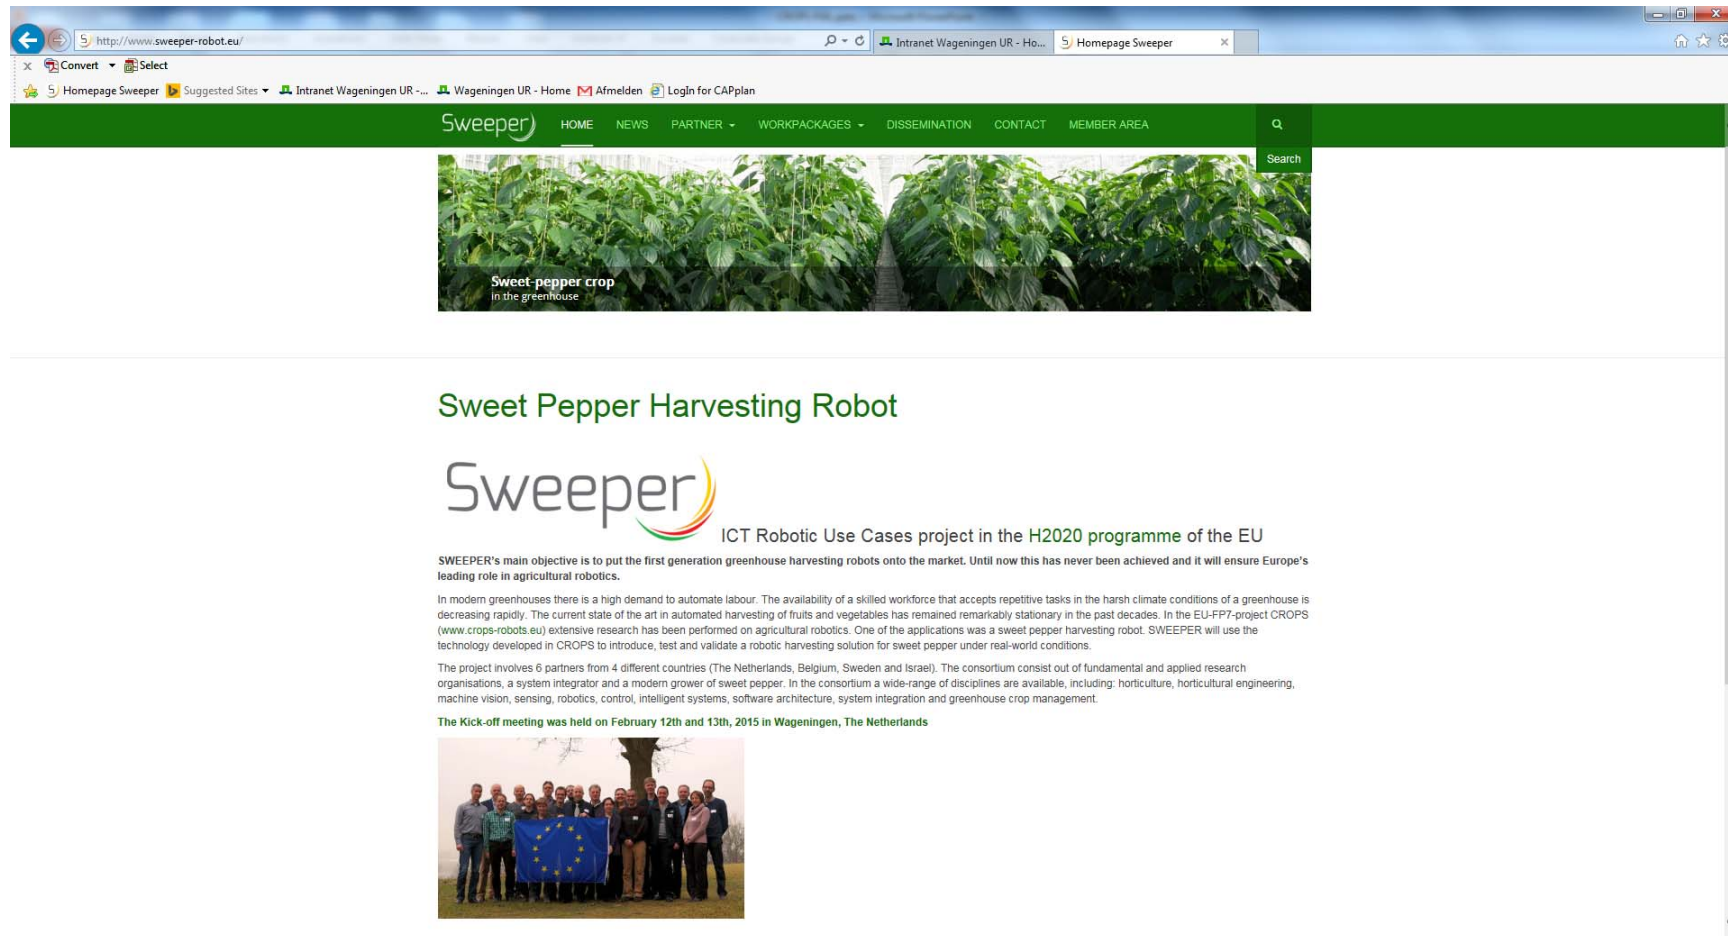 http://www.sweeper-robot.eu/
Intranet Wageningen UR - Ho...
Homepage Sweeper
Convert
Select
Homepage Sweeper
Suggested Sites
Intranet Wageningen UR -...
Wageningen UR - Home
Afmelden
LogIn for CAPplan
Sweeper
HOME
NEWS
PARTNER
WORKPACKAGES
DISSEMINATION
CONTACT
MEMBER AREA
Search
Sweet-pepper crop
in the greenhouse
Sweet Pepper Harvesting Robot
Sweeper
ICT Robotic Use Cases project in the H2020 programme of the EU
SWEEPER's main objective is to put the first generation greenhouse harvesting robots onto the market. Until now this has never been achieved and it will ensure Europe's
leading role in agricultural robotics.
In modern greenhouses there is a high demand to automate labour. The availability of a skilled workforce that accepts repetitive tasks in the harsh climate conditions of a greenhouse is
decreasing rapidly. The current state of the art in automated harvesting of fruits and vegetables has remained remarkably stationary in the past decades. In the EU-FP7-project CROPS
(www.crops-robots.eu) extensive research has been performed on agricultural robotics. One of the applications was a sweet pepper harvesting robot. SWEEPER will use the
technology developed in CROPS to introduce, test and validate a robotic harvesting solution for sweet pepper under real-world conditions.
The project involves 6 partners from 4 different countries (The Netherlands, Belgium, Sweden and Israel). The consortium consist out of fundamental and applied research
organisations, a system integrator and a modern grower of sweet pepper. In the consortium a wide-range of disciplines are available, including: horticulture, horticultural engineering,
machine vision, sensing, robotics, control, intelligent systems, software architecture, system integration and greenhouse crop management.
The Kick-off meeting was held on February 12th and 13th, 2015 in Wageningen, The Netherlands